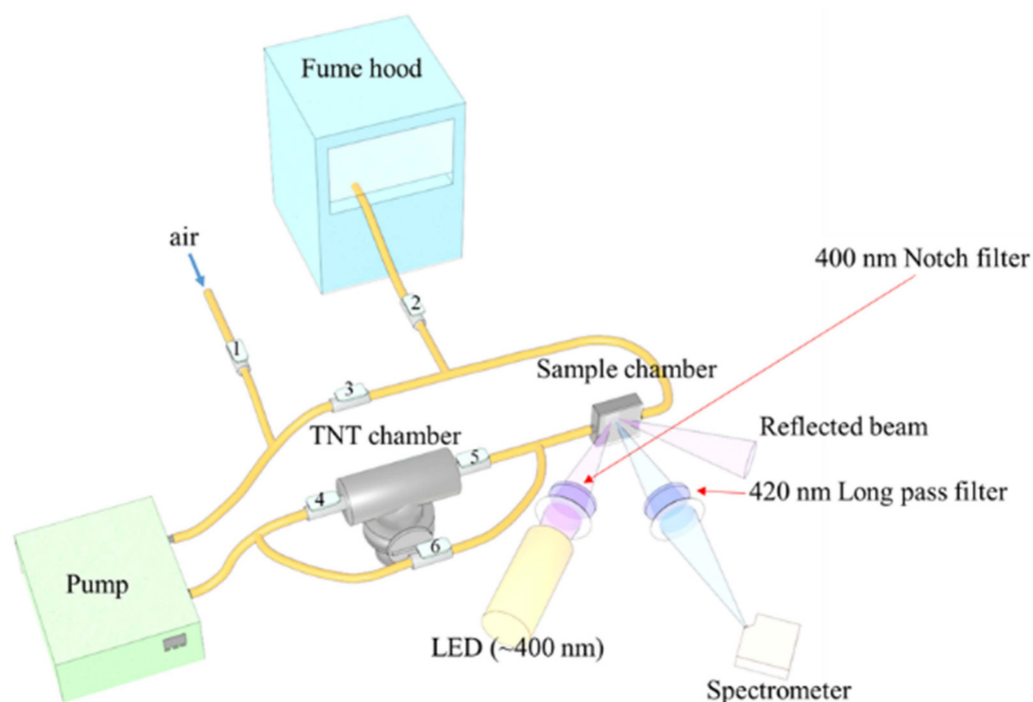 Fume hood
400 nm Notch filter
air
2
1
Sample chamber
3
TNT chamber
Reflected beam
5
420 nm Long pass filter
4
6
Pump
LED (~400 nm)
Spectrometer